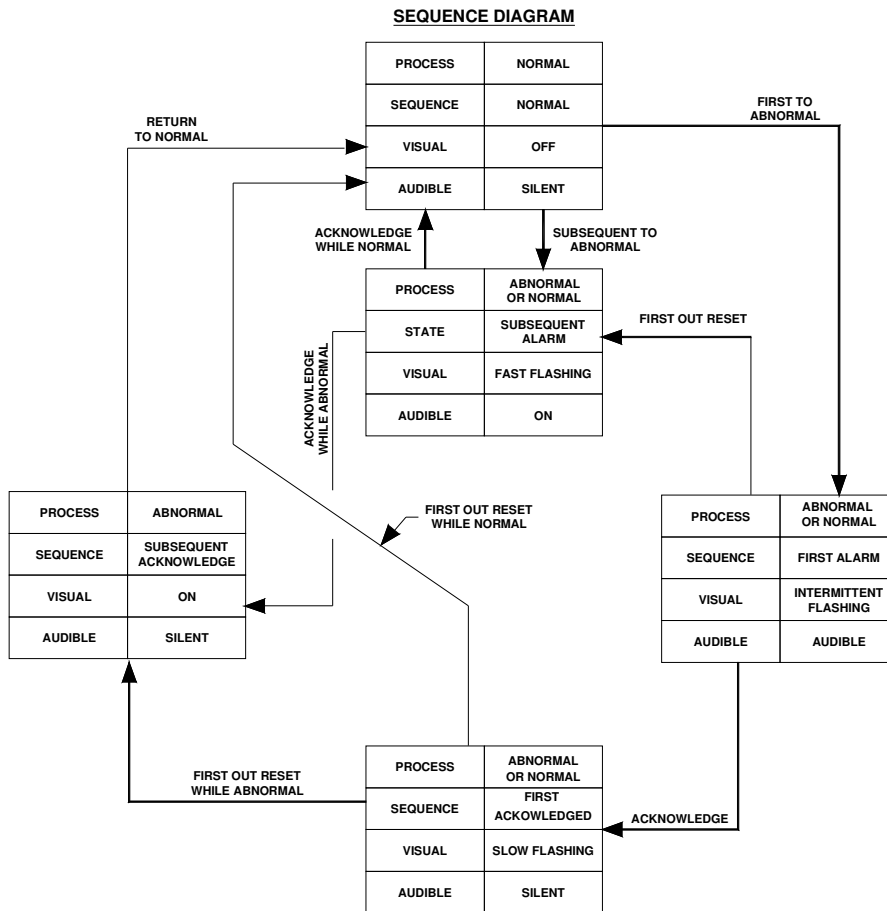 SEQUENCE DIAGRAM
PROCESS NORMAL
SEQUENCE NORMAL
VISUAL OFF
AUDIBLE SILENT
FIRST TO
ABNORMAL
RETURN
TO NORMAL
ACKNOWLEDGE
WHILE NORMAL
SUBSEQUENT TO
ABNORMAL
PROCESS ABNORMAL
OR NORMAL
STATE SUBSEQUENT
ALARM
VISUAL FAST FLASHING
AUDIBLE ON
FIRST OUT RESET
ACKNOWLEDGE
WHILE ABNORMAL
FIRST OUT RESET
WHILE NORMAL
PROCESS ABNORMAL
SEQUENCE SUBSEQUENT
ACKNOWLEDGE
VISUAL ON
AUDIBLE SILENT
PROCESS ABNORMAL
OR NORMAL
SEQUENCE FIRST ALARM
VISUAL INTERMITTENT
FLASHING
AUDIBLE AUDIBLE
FIRST OUT RESET
WHILE ABNORMAL
PROCESS ABNORMAL
OR NORMAL
SEQUENCE FIRST
ACKOWLEDGED
VISUAL SLOW FLASHING
AUDIBLE SILENT
ACKNOWLEDGE